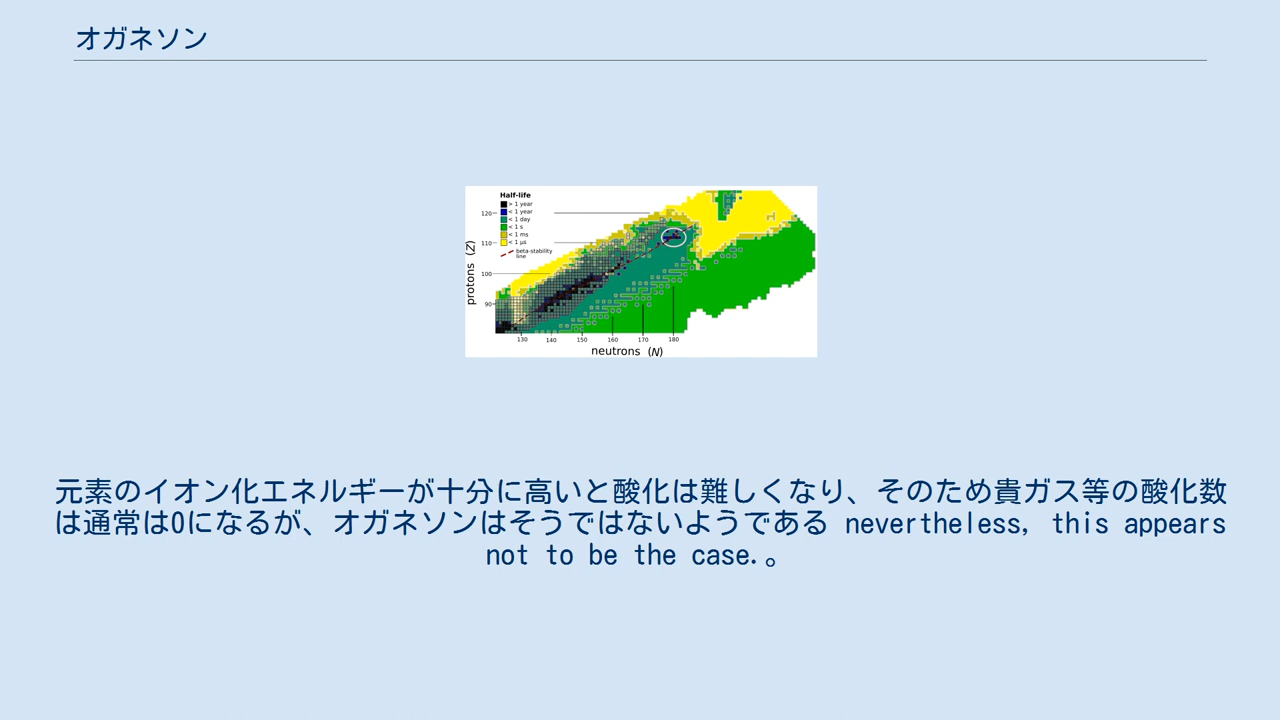 オガネソン
Half-life
> 1 year
< 1 year
< 1 day
< 1 s
< 1 ms
< 1 µs
beta-stability
line
protons (Z)
120
110
100
90
130 140 150 160 170 180
neutrons (N)
元素のイオン化エネルギーが十分に高いと酸化は難しくなり、そのため貴ガス等の酸化数
は通常は0になるが、オガネソンはそうではないようである nevertheless, this appears
not to be the case.。